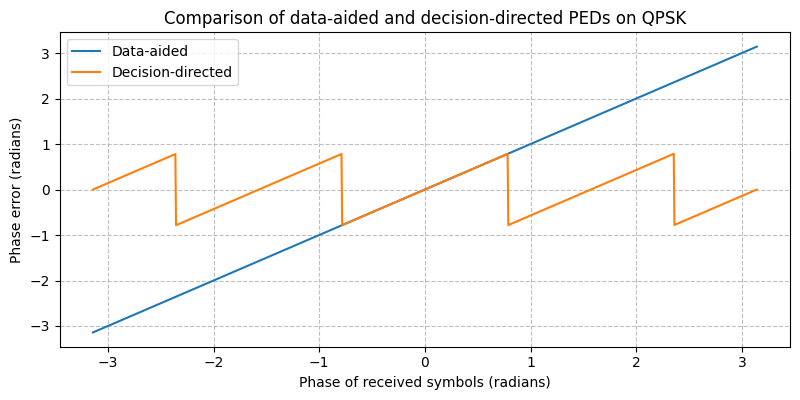 Comparison of data-aided and decision-directed PEDs on QPSK
Data-aided
Decision-directed
Phase error (radians)
3
2
1
0
−1
−2
−3
−3
−2
−1
0
1
2
3
Phase of received symbols (radians)